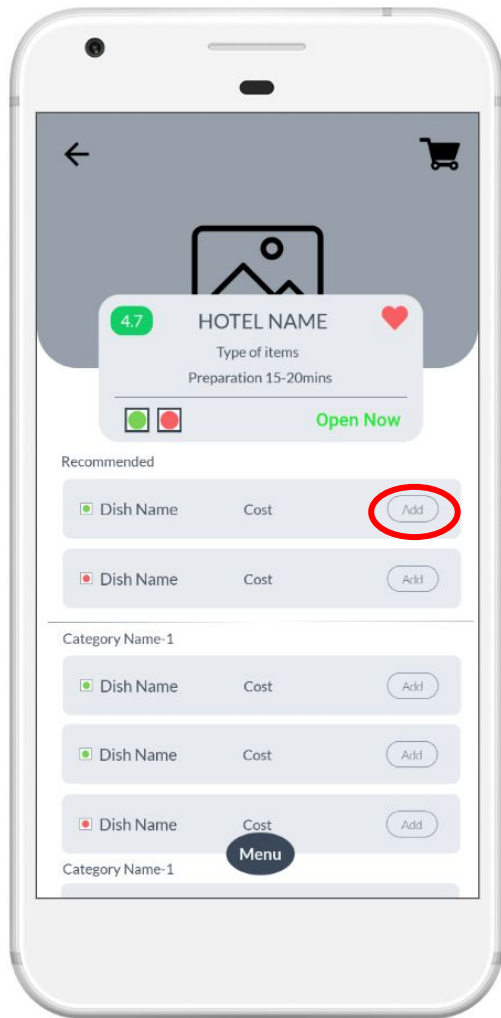 4.7 HOTEL NAME
Type of items
Preparation 15-20mins
Open Now
Recommended
Dish Name Cost Add
Dish Name Cost Add
Category Name-1
Dish Name Cost Add
Dish Name Cost Add
Dish Name Cost Add
Menu
Category Name-1